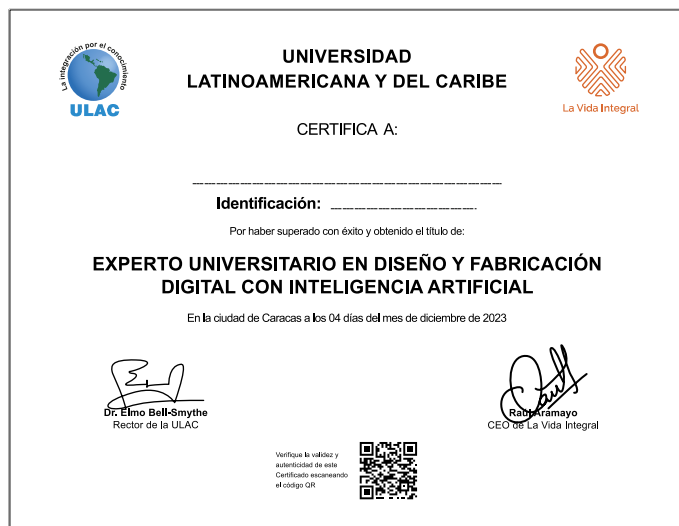 La integración por el conocimiento
ULAC
UNIVERSIDAD
LATINOAMERICANA Y DEL CARIBE
La Vida Integral
CERTIFICA A:
Identificación:
Por haber superado con éxito y obtenido el título de:
EXPERTO UNIVERSITARIO EN DISEÑO Y FABRICACIÓN
DIGITAL CON INTELIGENCIA ARTIFICIAL
En la ciudad de Caracas a los 04 días del mes de diciembre de 2023
Dr. Elmo Bell-Smythe
Rector de la ULAC
Raúl Aramayo
CEO de La Vida Integral
Verifique la validez y
autenticidad de este
Certificado escaneando
el código QR